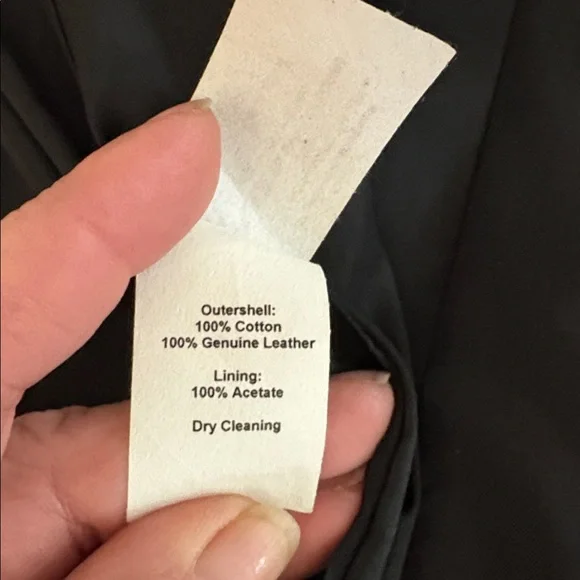 Outershell:
100% Cotton
100% Genuine Leather
Lining:
100% Acetate
Dry Cleaning